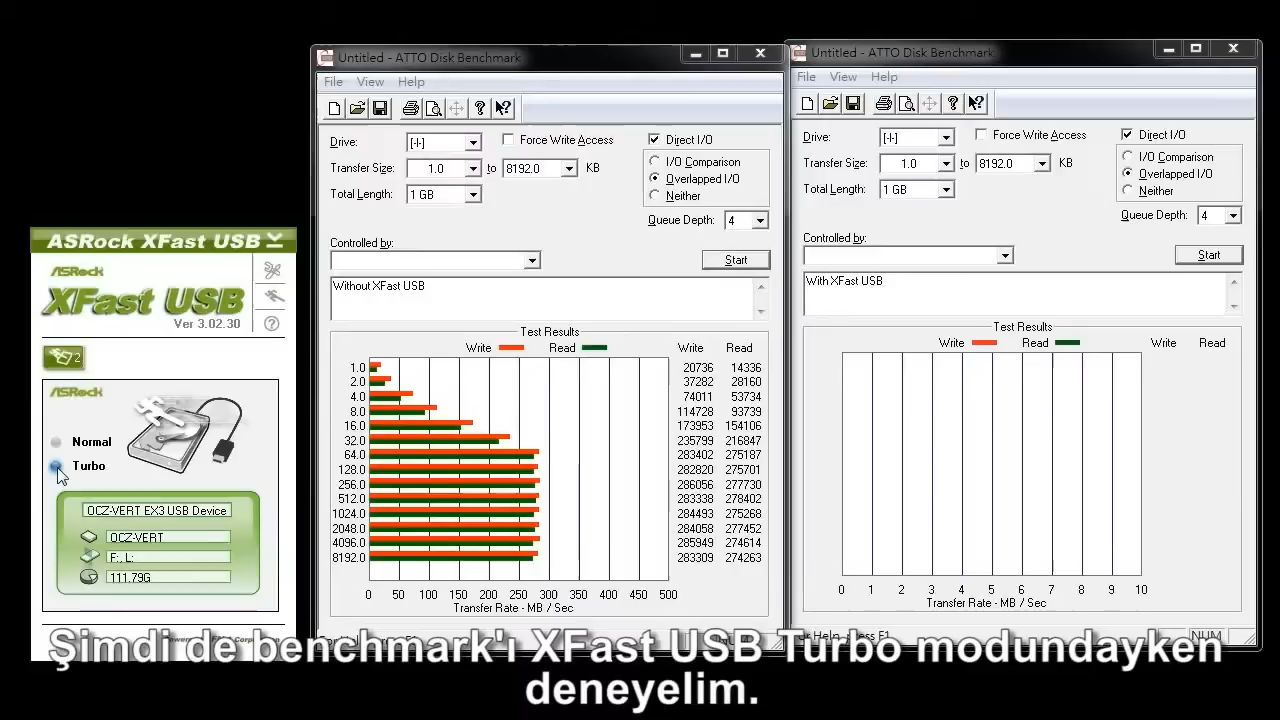 Untitled - ATTO Disk Benchmark
File View Help
Drive: [-I-] Force Write Access Direct I/O
Transfer Size: 1.0 to 8192.0 KB
I/O Comparison
Overlapped I/O
Neither
Total Length: 1 GB
Queue Depth: 4
Controlled by:
Start
Without XFast USB
Test Results
Write Read Write Read
1.0 20736 14336
2.0 37282 28160
4.0 74011 53734
8.0 114728 93739
16.0 173953 154106
32.0 235799 216847
64.0 283402 275187
128.0 282820 275701
256.0 286056 277730
512.0 283338 278400
1024.0 284493 275268
2048.0 284058 277452
4096.0 285949 274614
8192.0 283309 274263
0 50 100 150 200 250 300 350 400 450 500
Transfer Rate - MB / Sec
Untitled - ATTO Disk Benchmark
File View Help
Drive: [-I-] Force Write Access Direct I/O
Transfer Size: 1.0 to 8192.0 KB
I/O Comparison
Overlapped I/O
Neither
Total Length: 1 GB
Queue Depth: 4
Controlled by:
Start
With XFast USB
Test Results
Write Read Write Read
0 1 2 3 4 5 6 7 8 9 10
Transfer Rate - MB / Sec
NUM
ASRock XFast USB
ASRock
XFast USB
Ver 3.02.30
2
ASRock
Normal
Turbo
OCZ-VERT EX3 USB Device
OCZ-VERT
F:, L:
111.79G
Şimdi de benchmark'ı XFast USB Turbo modundayken
deneyelim.